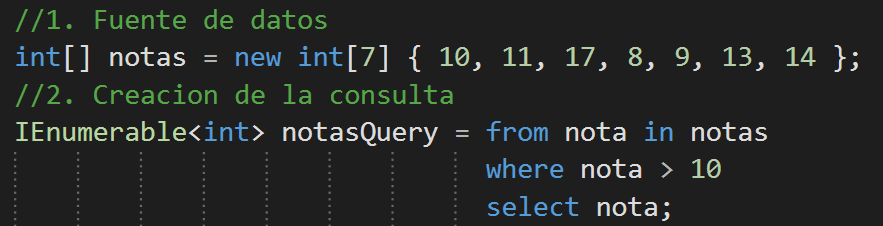 //1. Fuente de datos
int[] notas = new int[7] { 10, 11, 17, 8, 9, 13, 14 };
//2. Creacion de la consulta
IEnumerable<int> notasQuery = from nota in notas
where nota > 10
select nota;